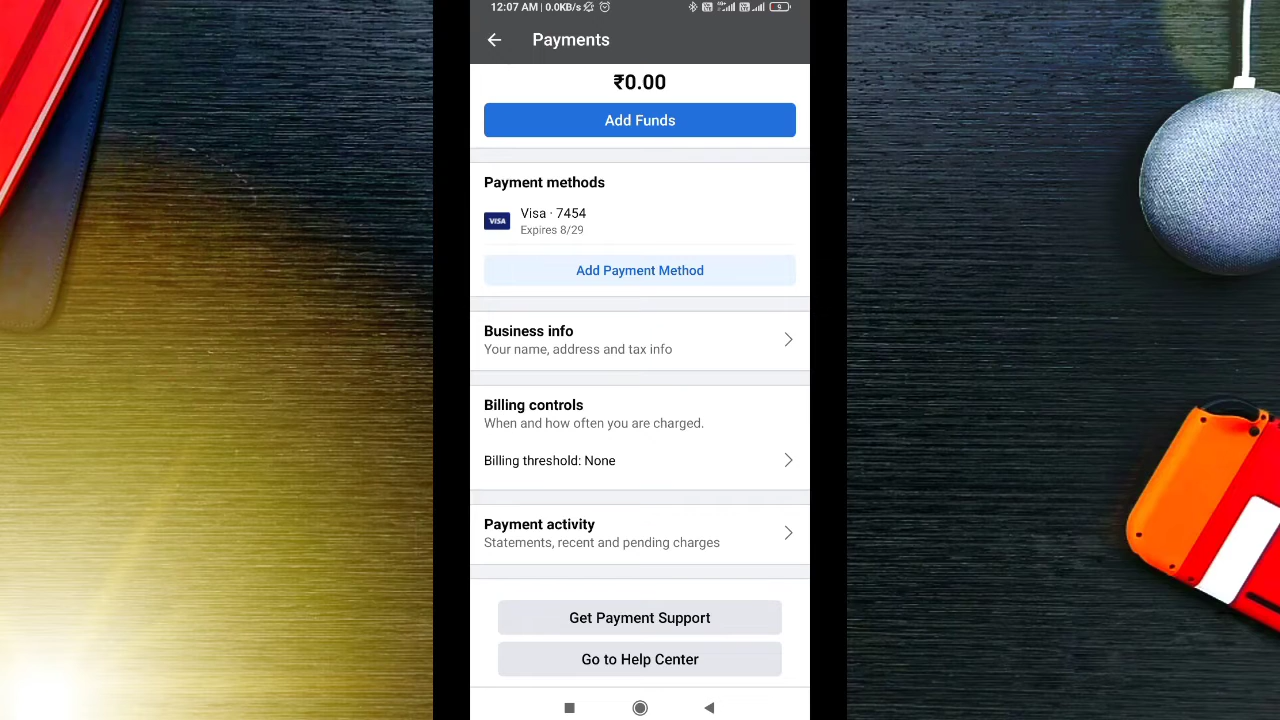 12:07 AM | 0.0KB/s
Payments
₹0.00
Add Funds
Payment methods
VISA
Visa · 7454
Expires 8/29
Add Payment Method
Business info
Your name, address and tax info
Billing controls
When and how often you are charged.
Billing threshold: None
Payment activity
Statements, recent and pending charges
Get Payment Support
Go to Help Center